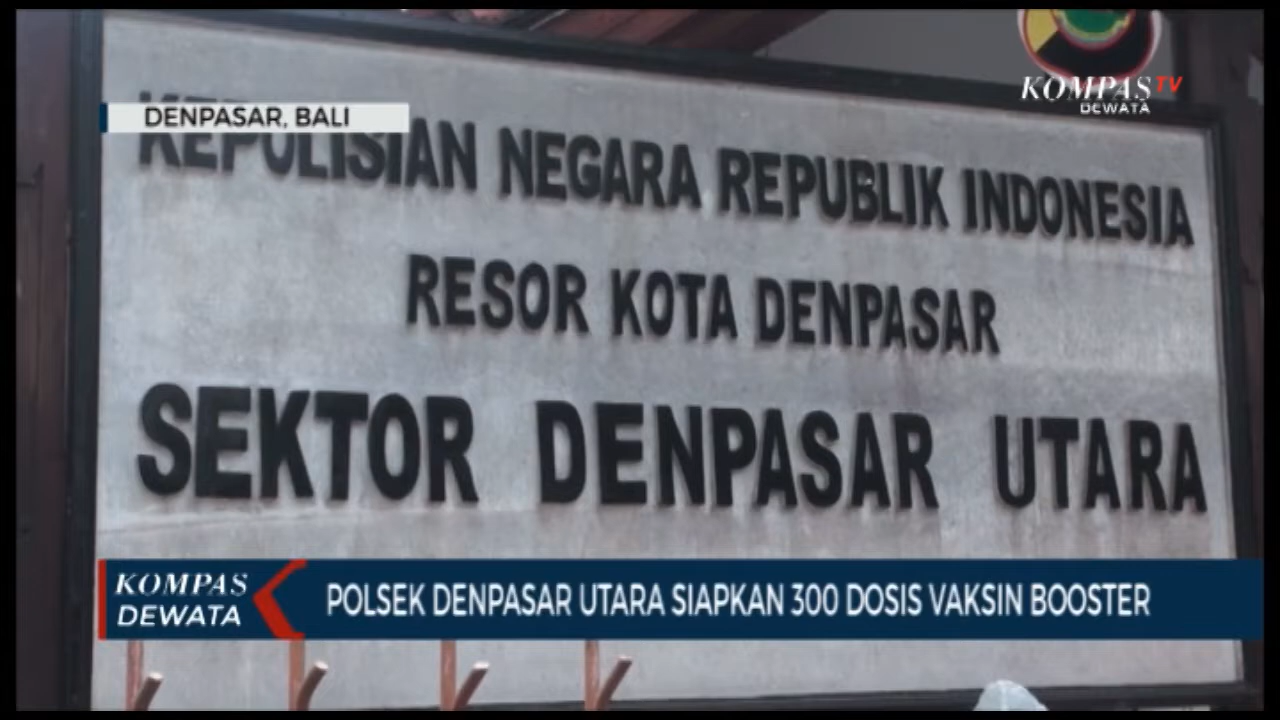 KOMPAS TV
DEWATA
DENPASAR, BALI
KEPOLISIAN NEGARA REPUBLIK INDONESIA
RESOR KOTA DENPASAR
SEKTOR DENPASAR UTARA
KOMPAS
DEWATA
POLSEK DENPASAR UTARA SIAPKAN 300 DOSIS VAKSIN BOOSTER